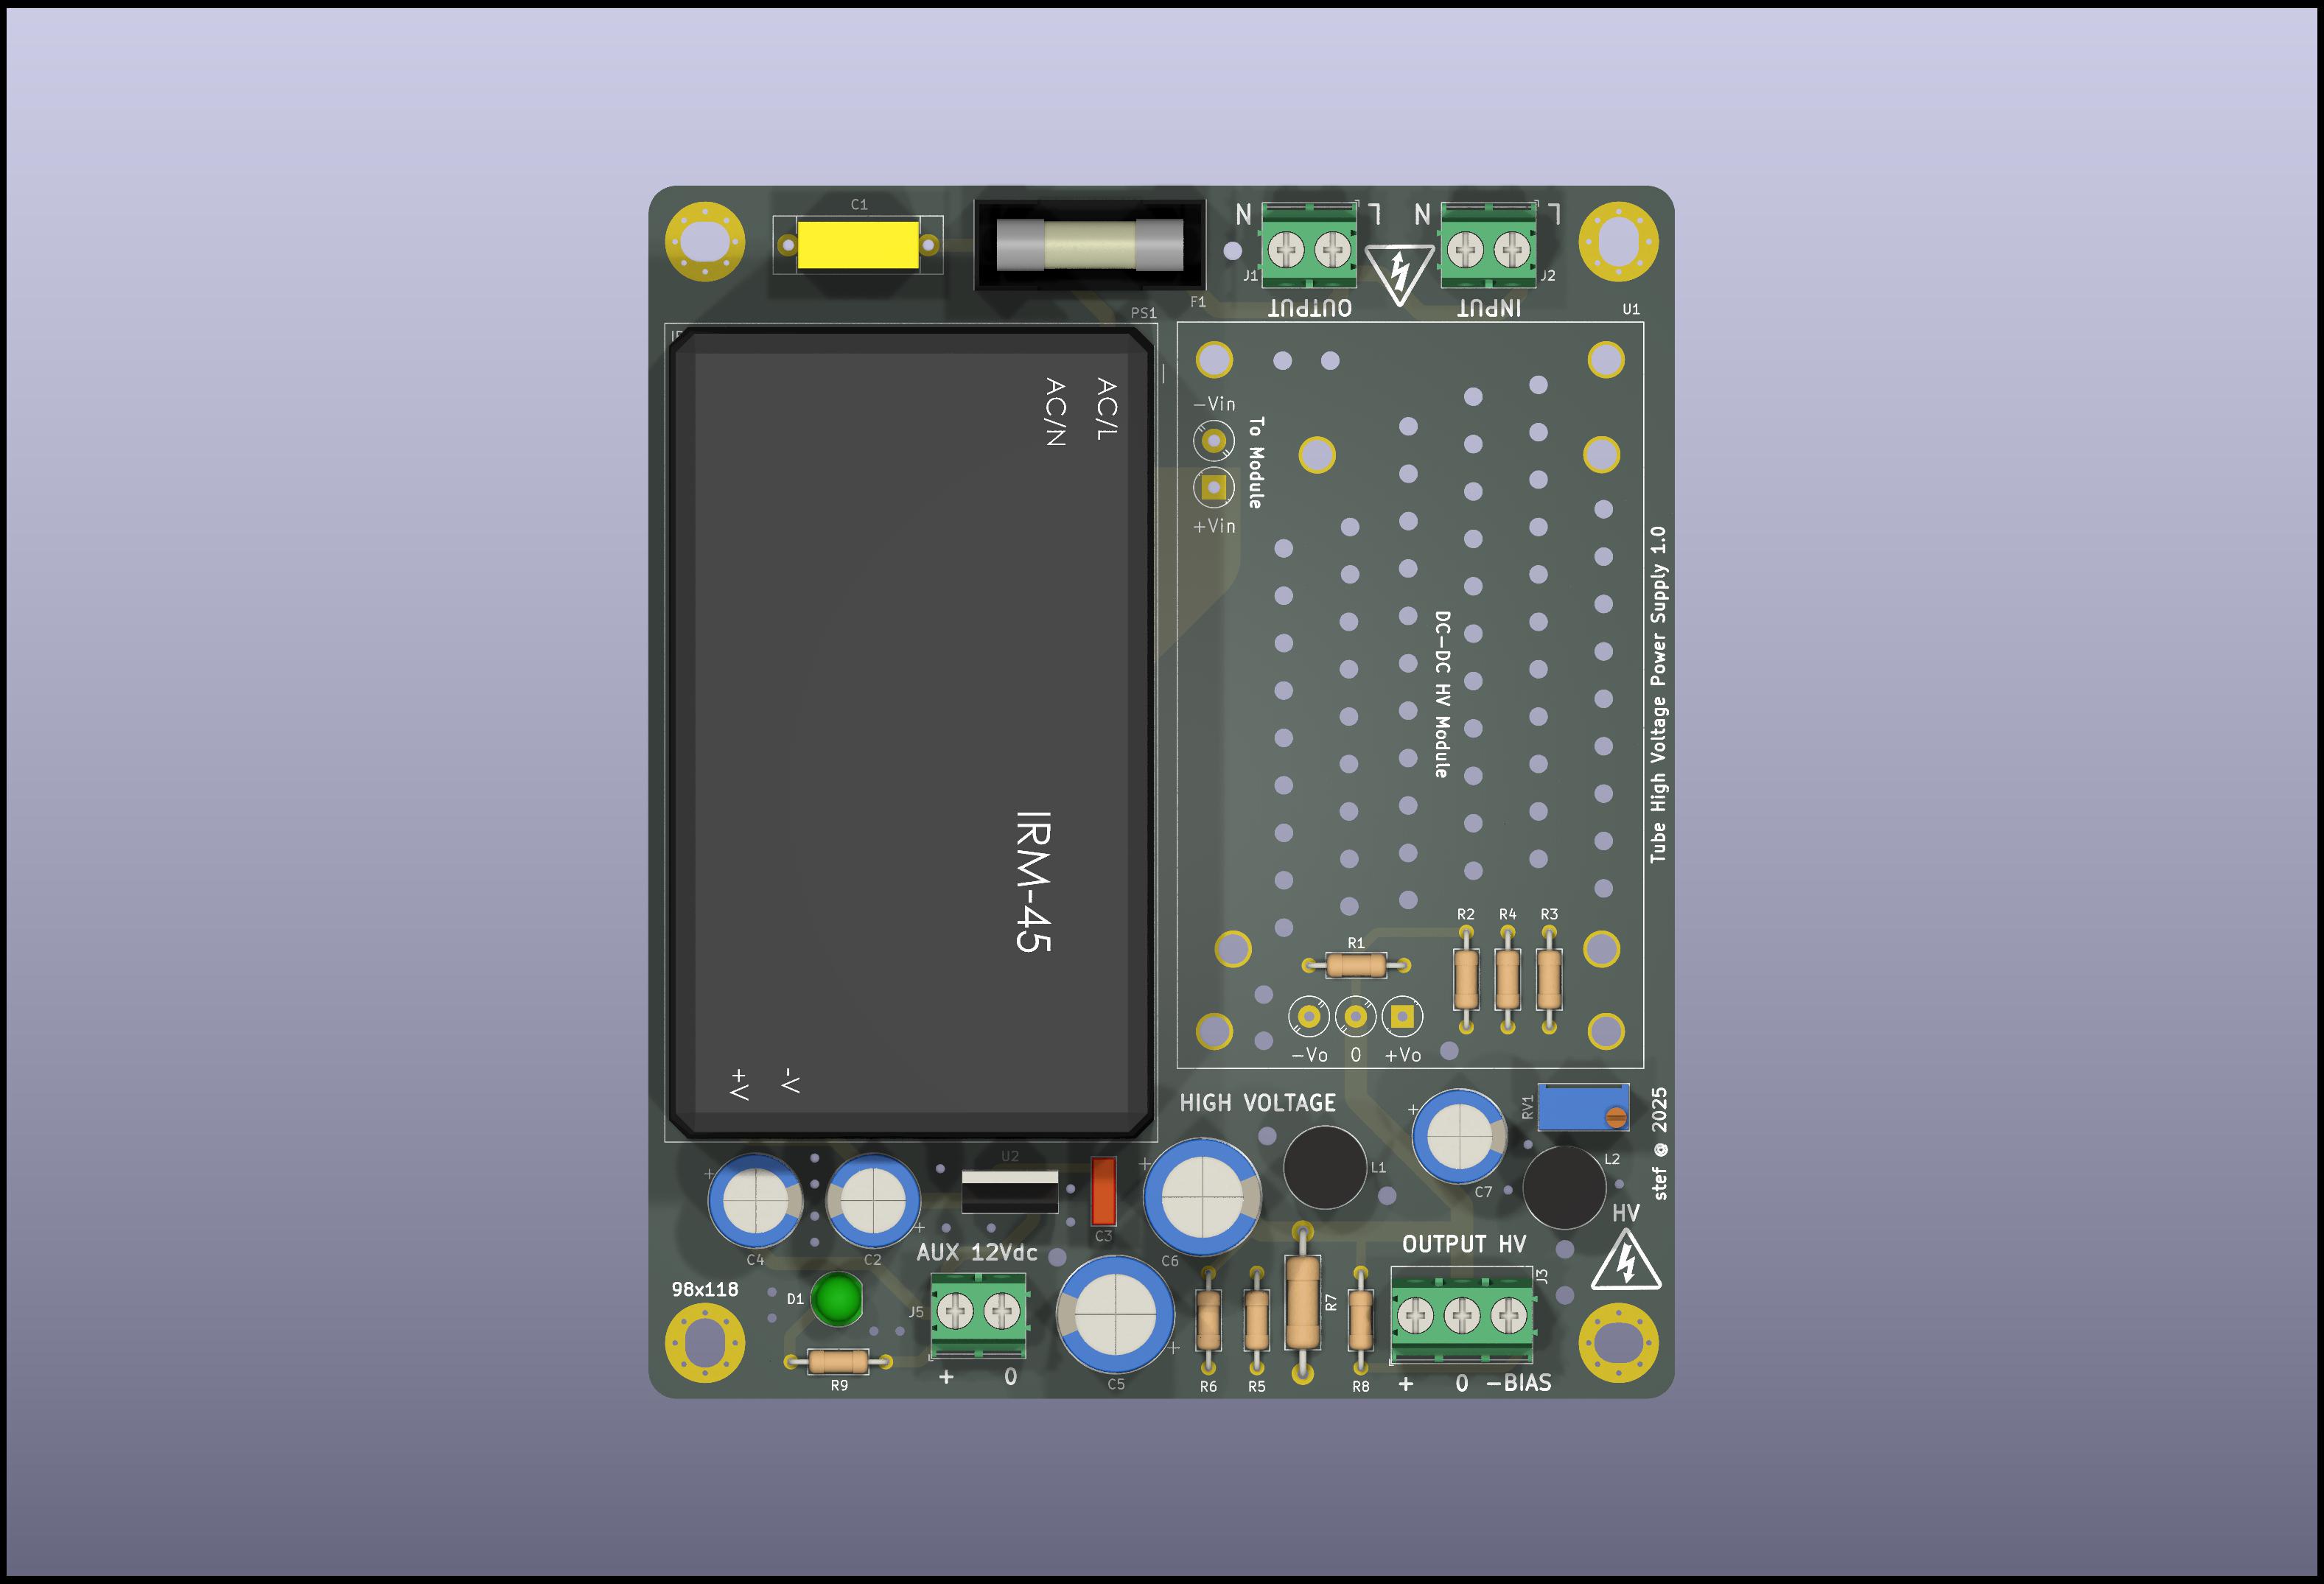 C1
N
L
N
L
J1
J2
F1
OUTPUT
INPUT
PS1
U1
AC/N
AC/L
-Vin
To Module
+Vin
DC-DC HV Module
Tube High Voltage Power Supply 1.0
IRM-45
R2
R4
R3
R1
-Vo
0
+Vo
+V
-V
HIGH VOLTAGE
+
RV1
stef @ 2025
U2
+
+
L1
L2
C7
HV
+
C4
C2
AUX 12Vdc
C3
C6
OUTPUT HV
98x118
D1
J5
R7
J3
+
R9
+
0
C5
R6
R5
R8
+
0
-BIAS